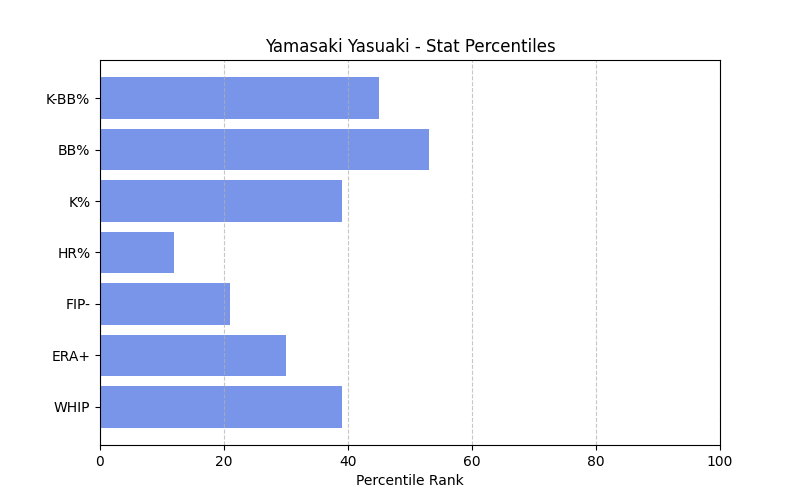 Yamasaki Yasuaki - Stat Percentiles
K-BB%
BB%
K%
HR%
FIP-
ERA+
WHIP
0 20 40 60 80 100
Percentile Rank